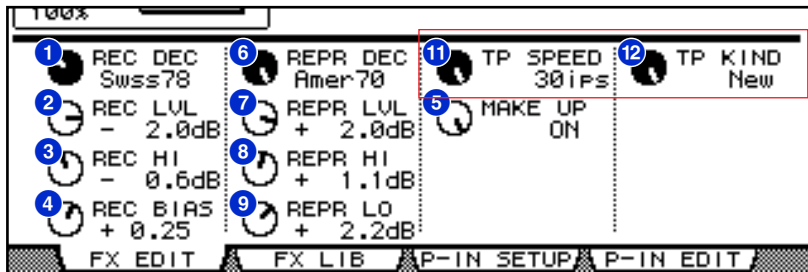 100%
1 REC DEC
Swss78
2 REC LVL
- 2.0dB
3 REC HI
- 0.6dB
4 REC BIAS
+ 0.25
6 REPR DEC
Amer70
7 REPR LVL
+ 2.0dB
8 REPR HI
+ 1.1dB
9 REPR LO
+ 2.2dB
11 TP SPEED
30ips
5 MAKE UP
ON
12 TP KIND
New
FX EDIT
FX LIB
P-IN SETUP
P-IN EDIT